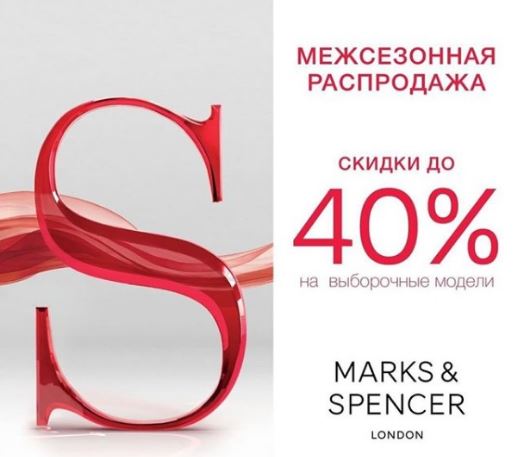 S
МЕЖСЕЗОННАЯ
РАСПРОДАЖА
СКИДКИ ДО
40%
на выборочные модели
MARKS &
SPENCER
LONDON